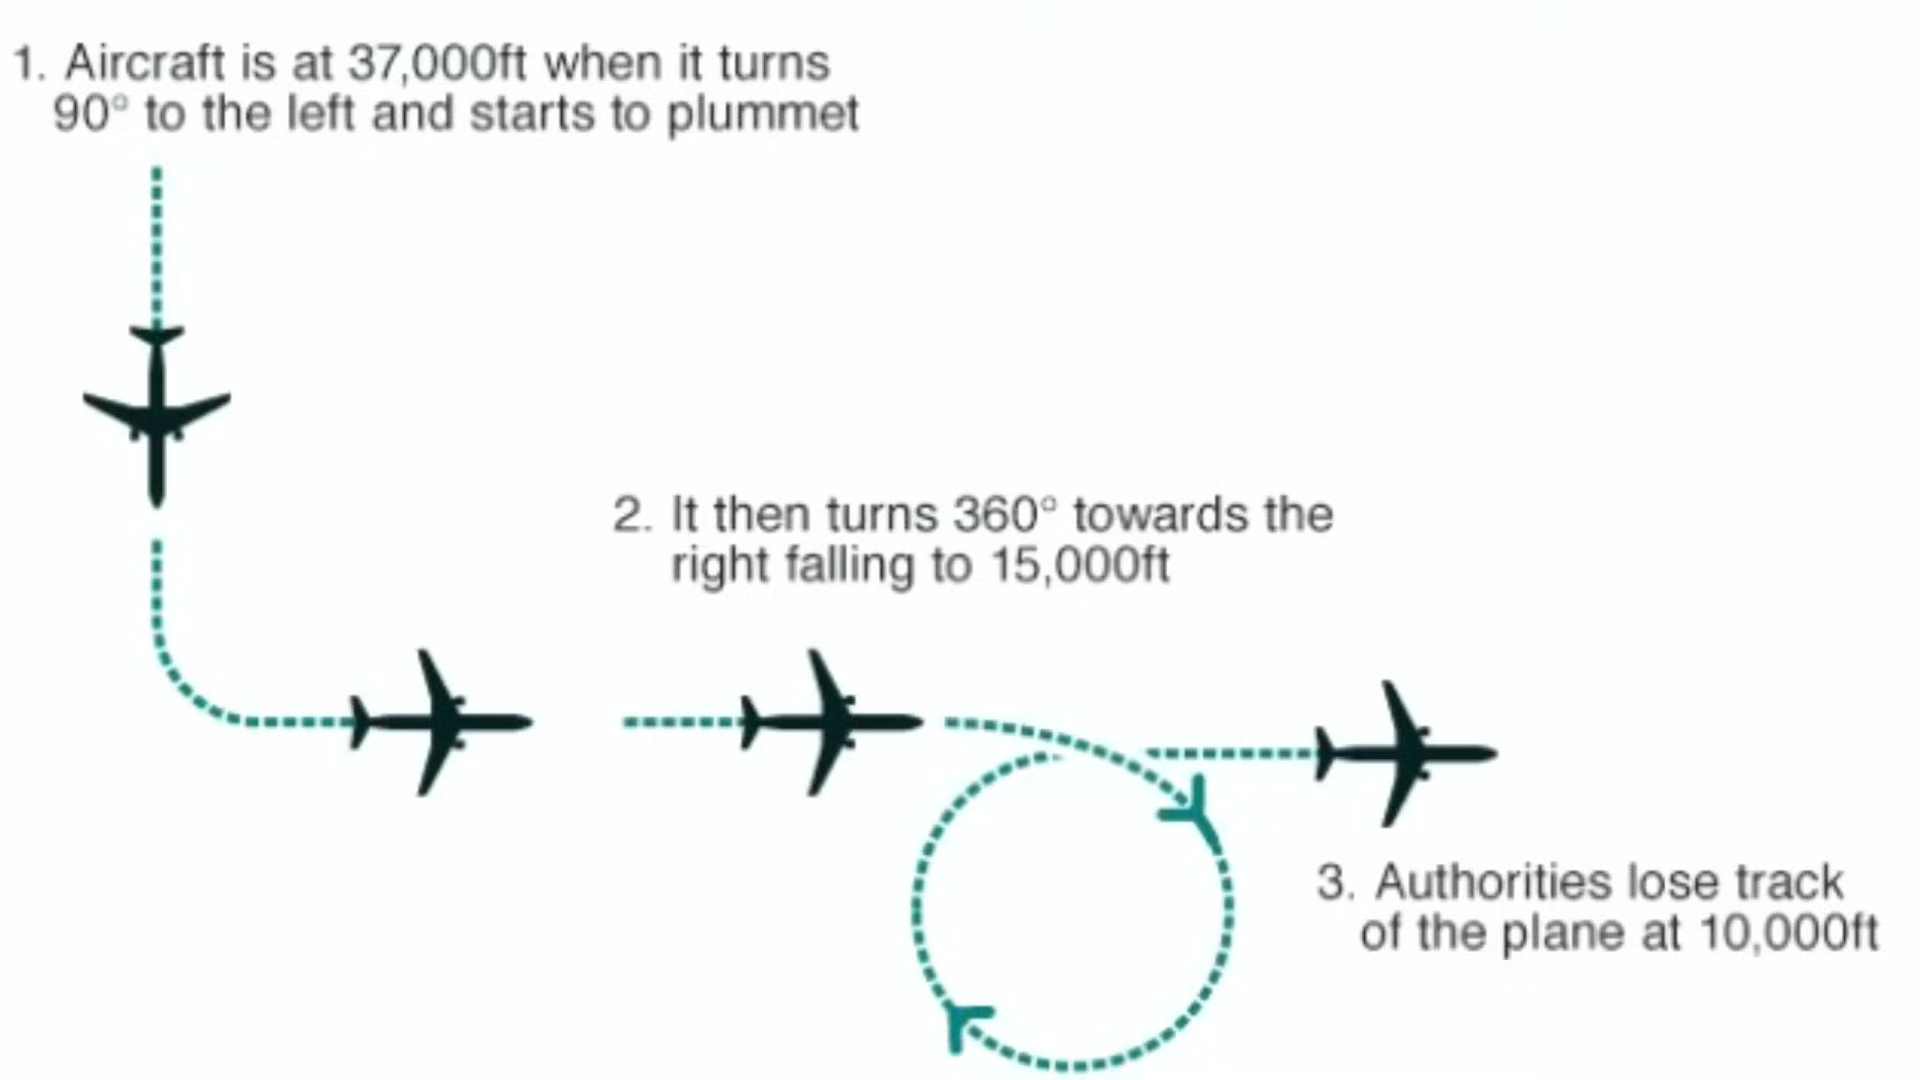 1. Aircraft is at 37,000ft when it turns
90° to the left and starts to plummet
2. It then turns 360° towards the
right falling to 15,000ft
3. Authorities lose track
of the plane at 10,000ft